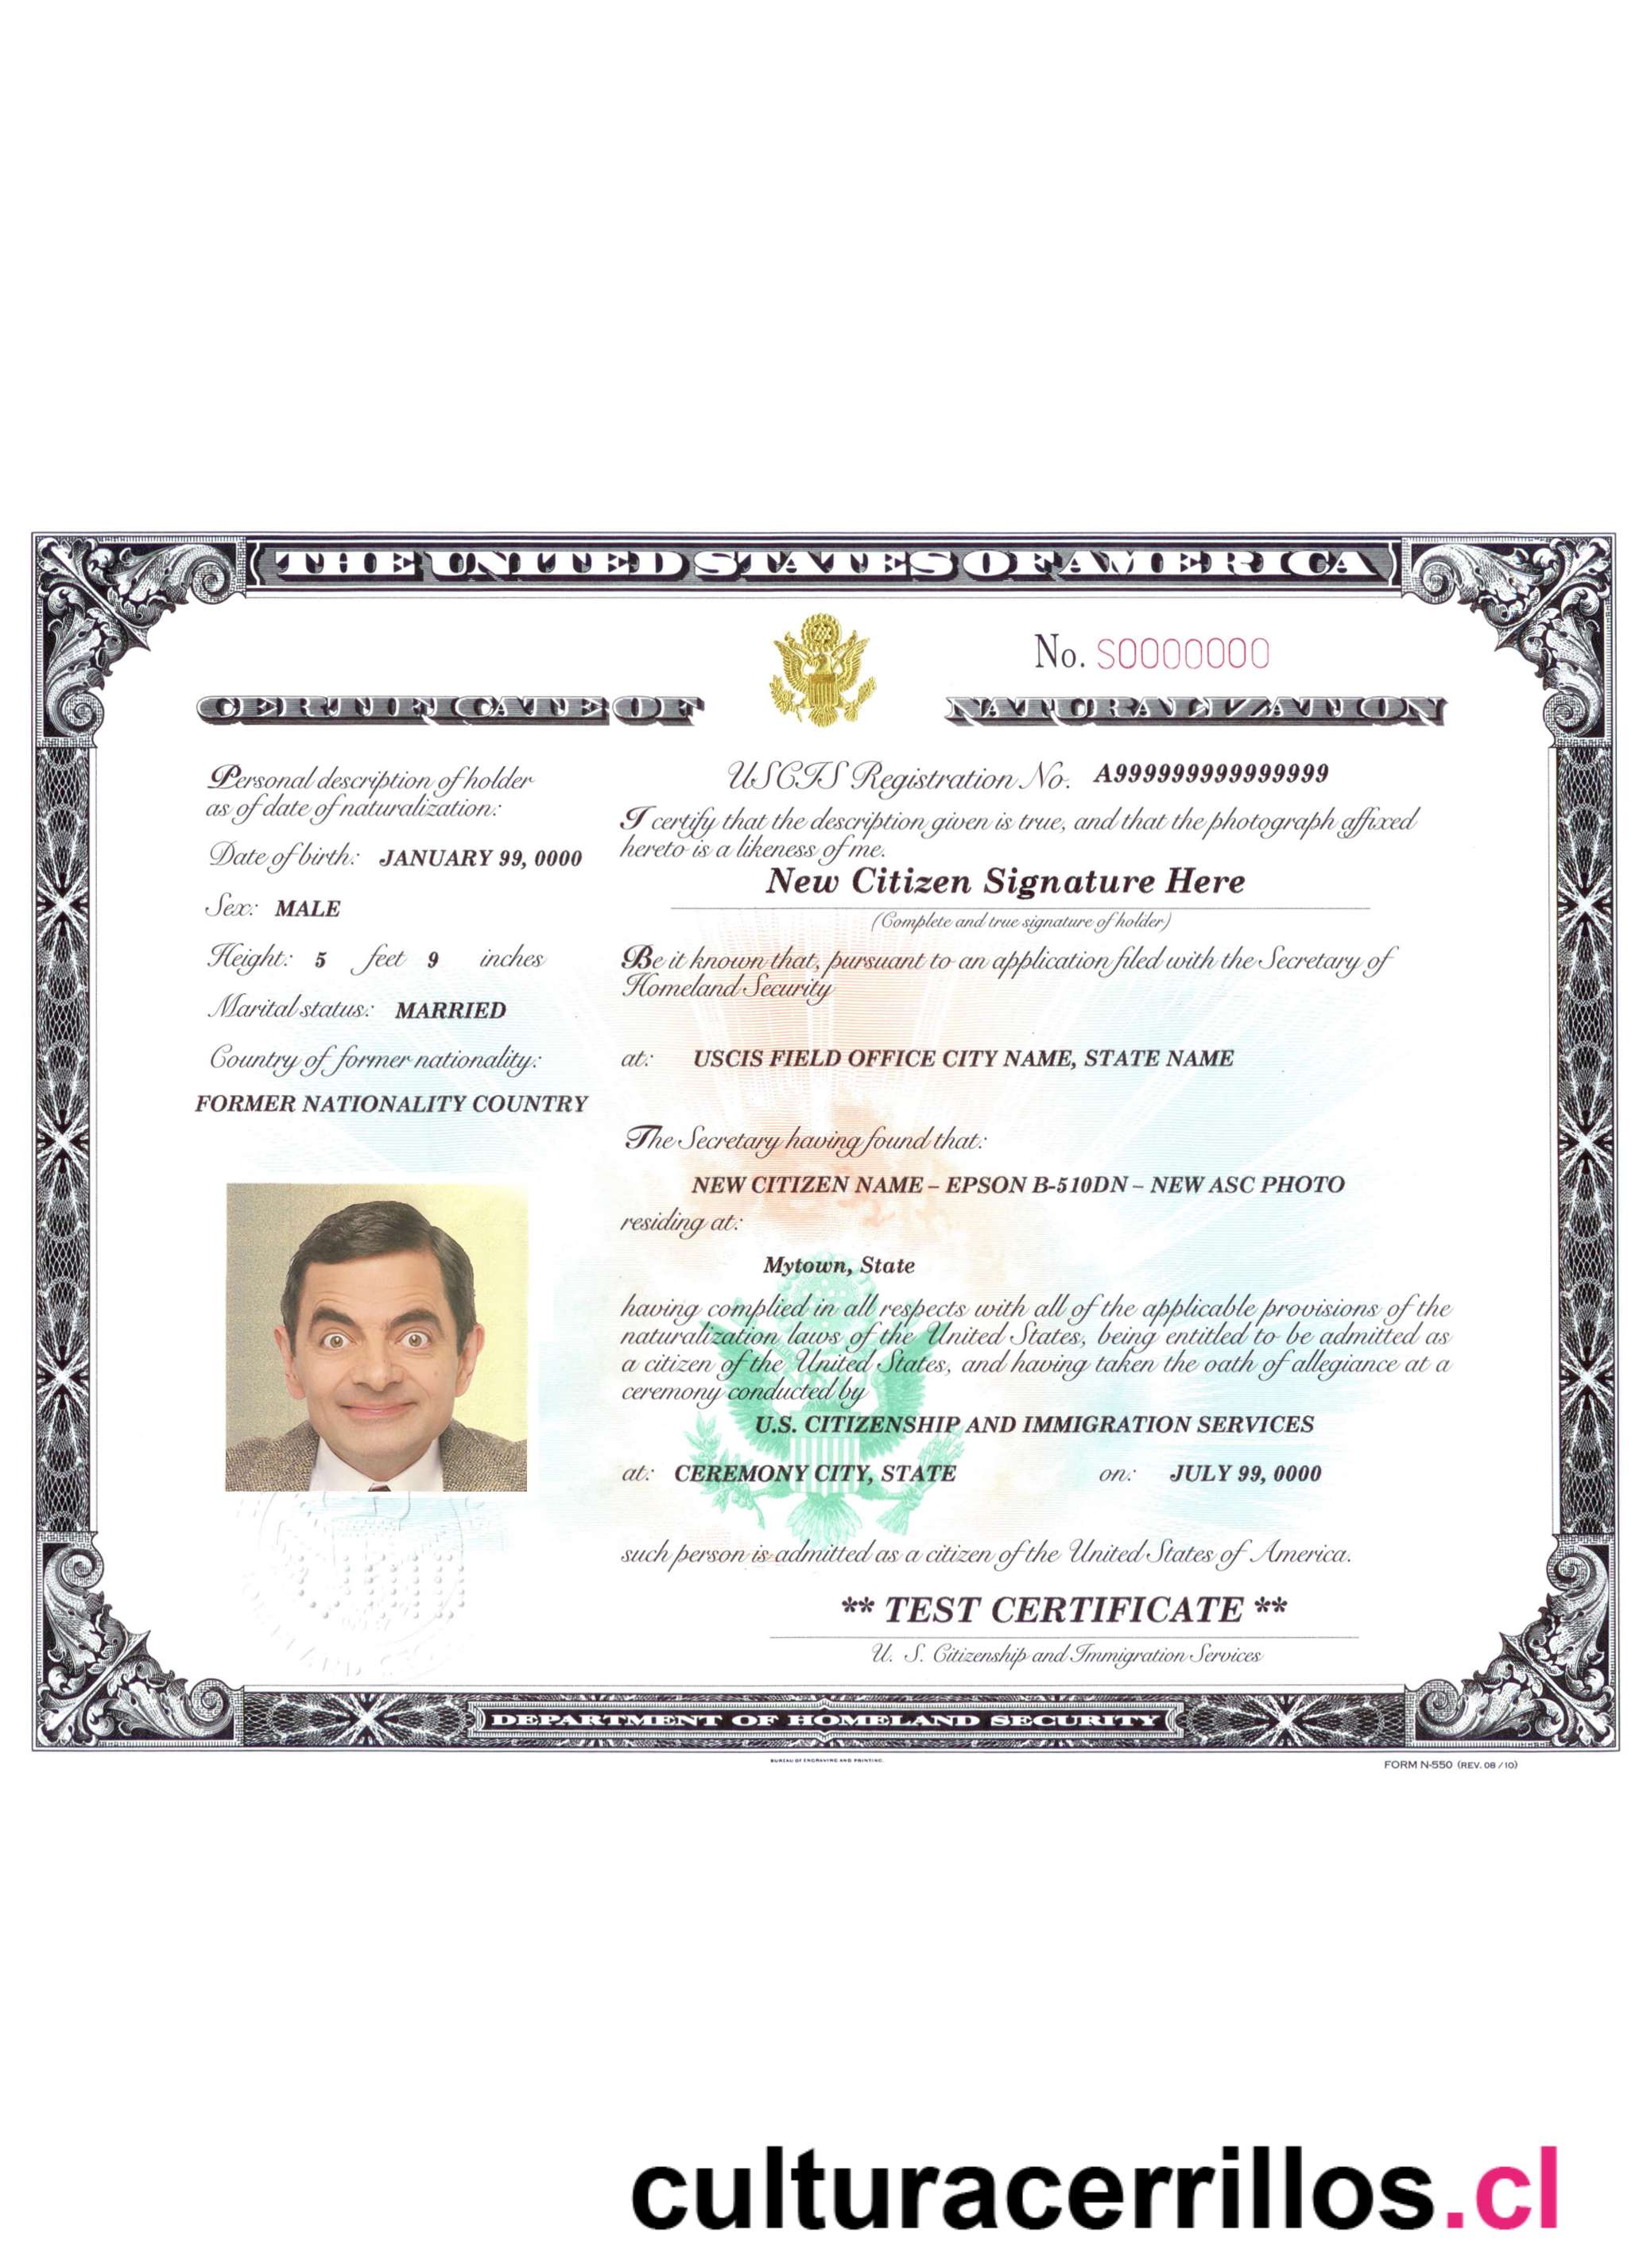 THE UNITED STATES OF AMERICA
No. S0000000
CERTIFICATE OF NATURALIZATION
Personal description of holder
as of date of naturalization:
Date of birth: JANUARY 99, 0000
Sex: MALE
Height: 5 feet 9 inches
Marital status: MARRIED
Country of former nationality:
FORMER NATIONALITY COUNTRY
USCIS Registration No. A999999999999999
I certify that the description given is true, and that the photograph affixed
hereto is a likeness of me.
New Citizen Signature Here
(Complete and true signature of holder)
Be it known that, pursuant to an application filed with the Secretary of
Homeland Security
at: USCIS FIELD OFFICE CITY NAME, STATE NAME
The Secretary having found that:
NEW CITIZEN NAME – EPSON B-510DN – NEW ASC PHOTO
residing at:
Mytown, State
having complied in all respects with all of the applicable provisions of the
naturalization laws of the United States, being entitled to be admitted as
a citizen of the United States, and having taken the oath of allegiance at a
ceremony conducted by
U.S. CITIZENSHIP AND IMMIGRATION SERVICES
at: CEREMONY CITY, STATE on: JULY 99, 0000
such person is admitted as a citizen of the United States of America.
** TEST CERTIFICATE **
U. S. Citizenship and Immigration Services
DEPARTMENT OF HOMELAND SECURITY
BUREAU OF ENGRAVING AND PRINTING
FORM N-550 (REV. 08/10)
culturacerrillos.cl